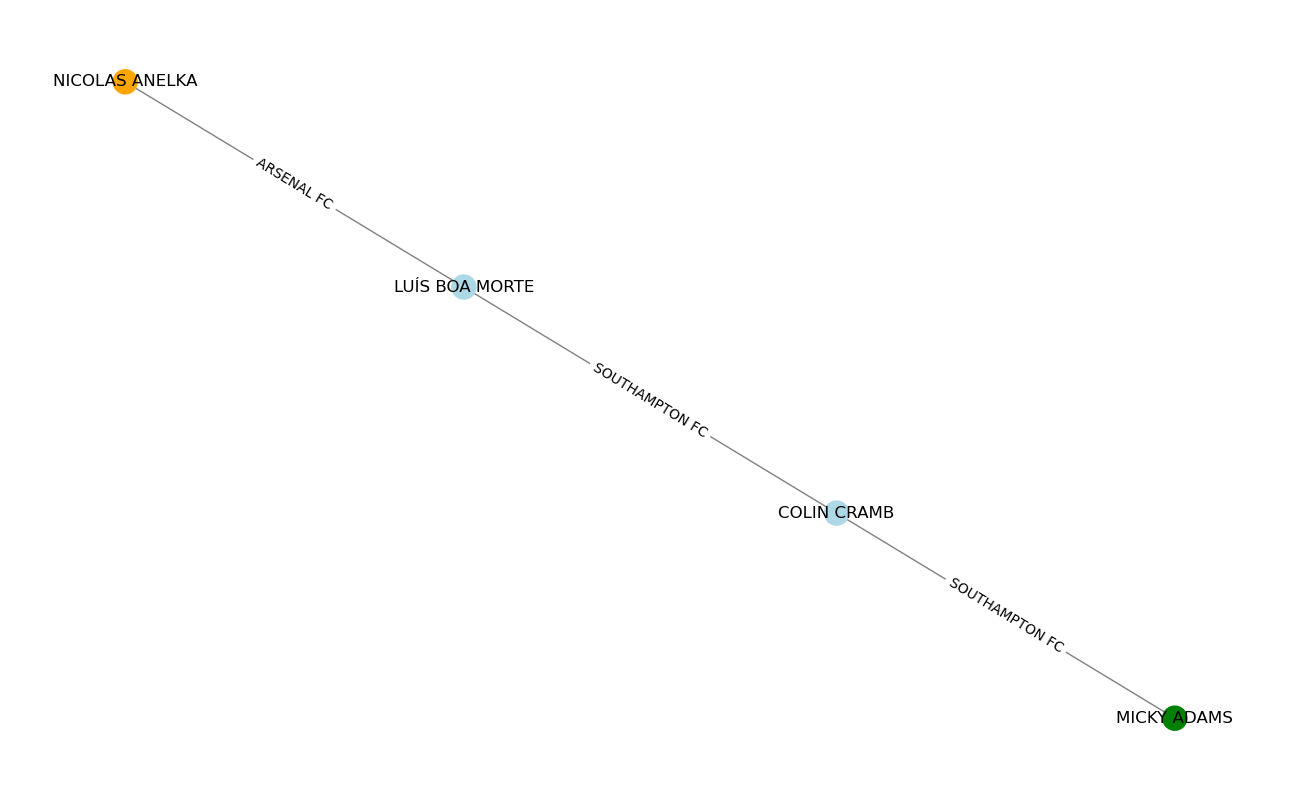 NICOLAS ANELKA
ARSENAL FC
LUÍS BOA MORTE
SOUTHAMPTON FC
COLIN CRAMB
SOUTHAMPTON FC
MICKY ADAMS